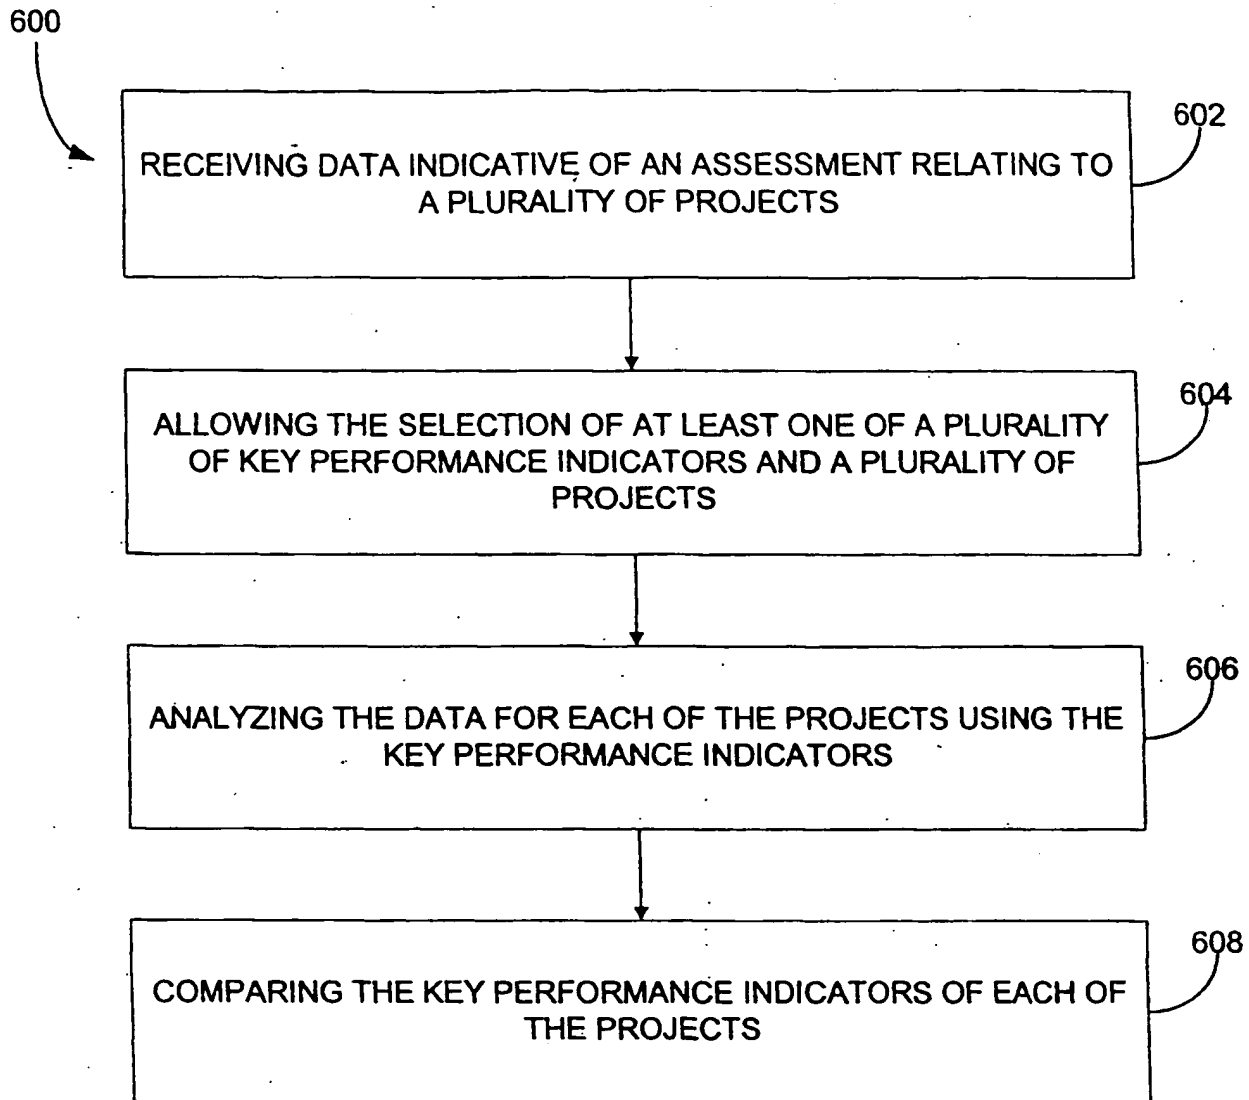 600
602
RECEIVING DATA INDICATIVE OF AN ASSESSMENT RELATING TO
A PLURALITY OF PROJECTS
604
ALLOWING THE SELECTION OF AT LEAST ONE OF A PLURALITY
OF KEY PERFORMANCE INDICATORS AND A PLURALITY OF
PROJECTS
606
ANALYZING THE DATA FOR EACH OF THE PROJECTS USING THE
KEY PERFORMANCE INDICATORS
608
COMPARING THE KEY PERFORMANCE INDICATORS OF EACH OF
THE PROJECTS